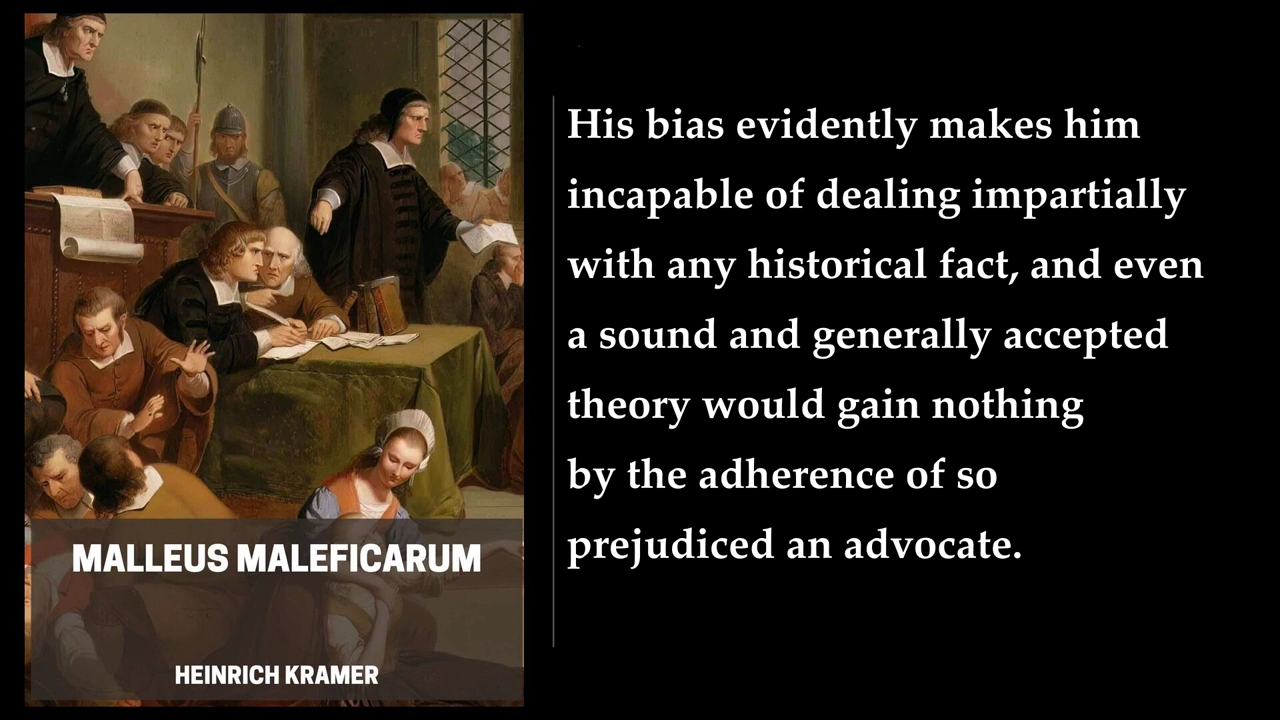 MALLEUS MALEFICARUM
HEINRICH KRAMER
His bias evidently makes him
incapable of dealing impartially
with any historical fact, and even
a sound and generally accepted
theory would gain nothing
by the adherence of so
prejudiced an advocate.